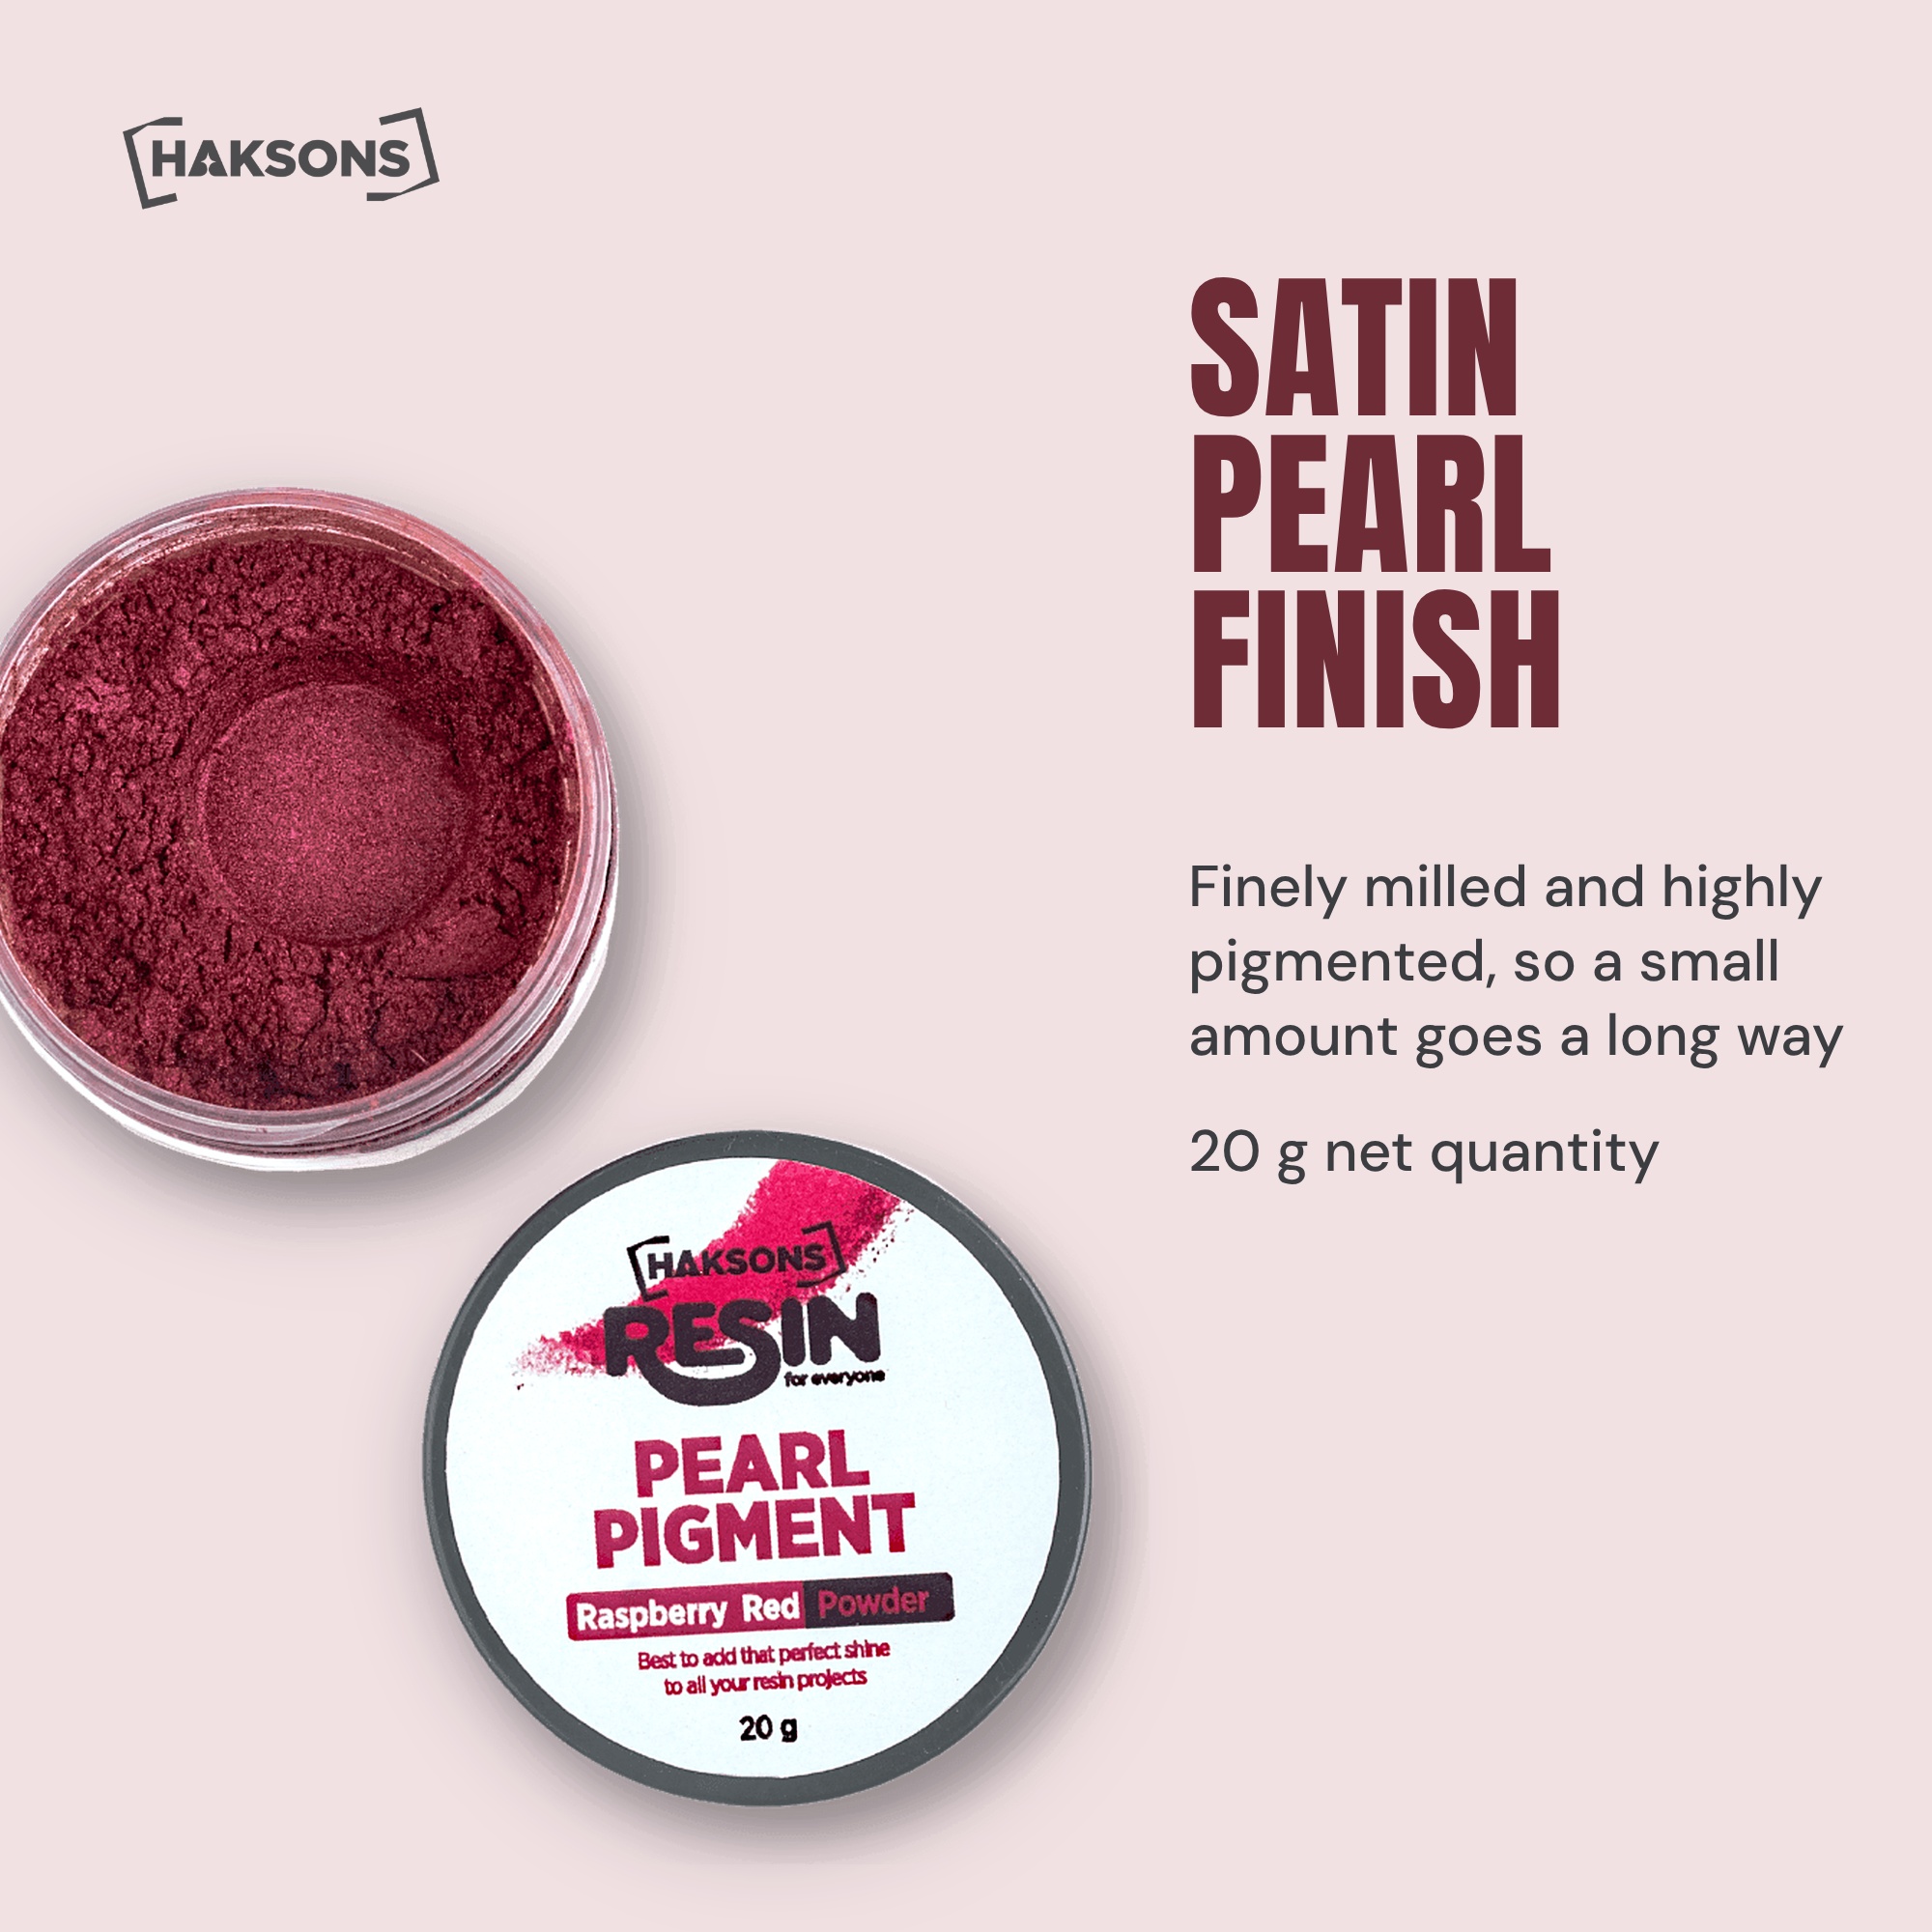 HAKSONS
SATIN
PEARL
FINISH
Finely milled and highly
pigmented, so a small
amount goes a long way
20 g net quantity
HAKSONS
RESIN
for everyone
PEARL
PIGMENT
Raspberry Red Powder
Best to add that perfect shine
to all your resin projects
20 g